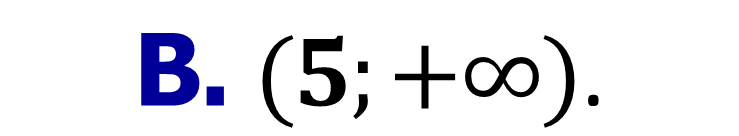 B. (5; +∞).